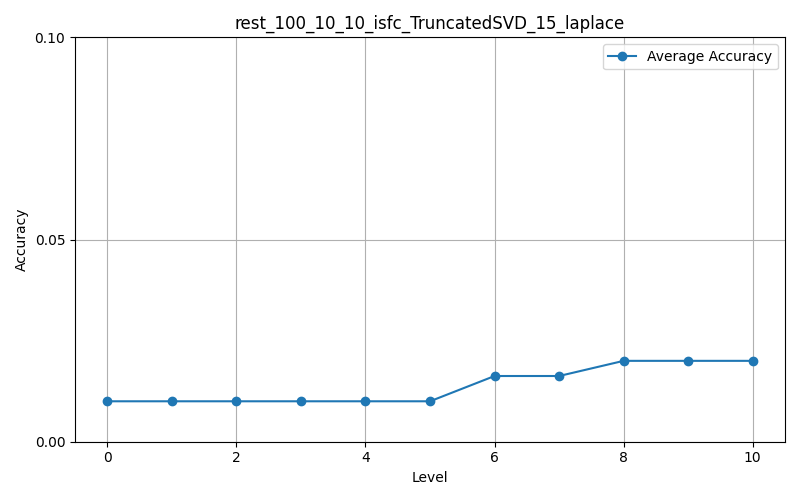 rest_100_10_10_isfc_TruncatedSVD_15_laplace
Average Accuracy
0.10
0.05
0.00
Accuracy
0 2 4 6 8 10
Level